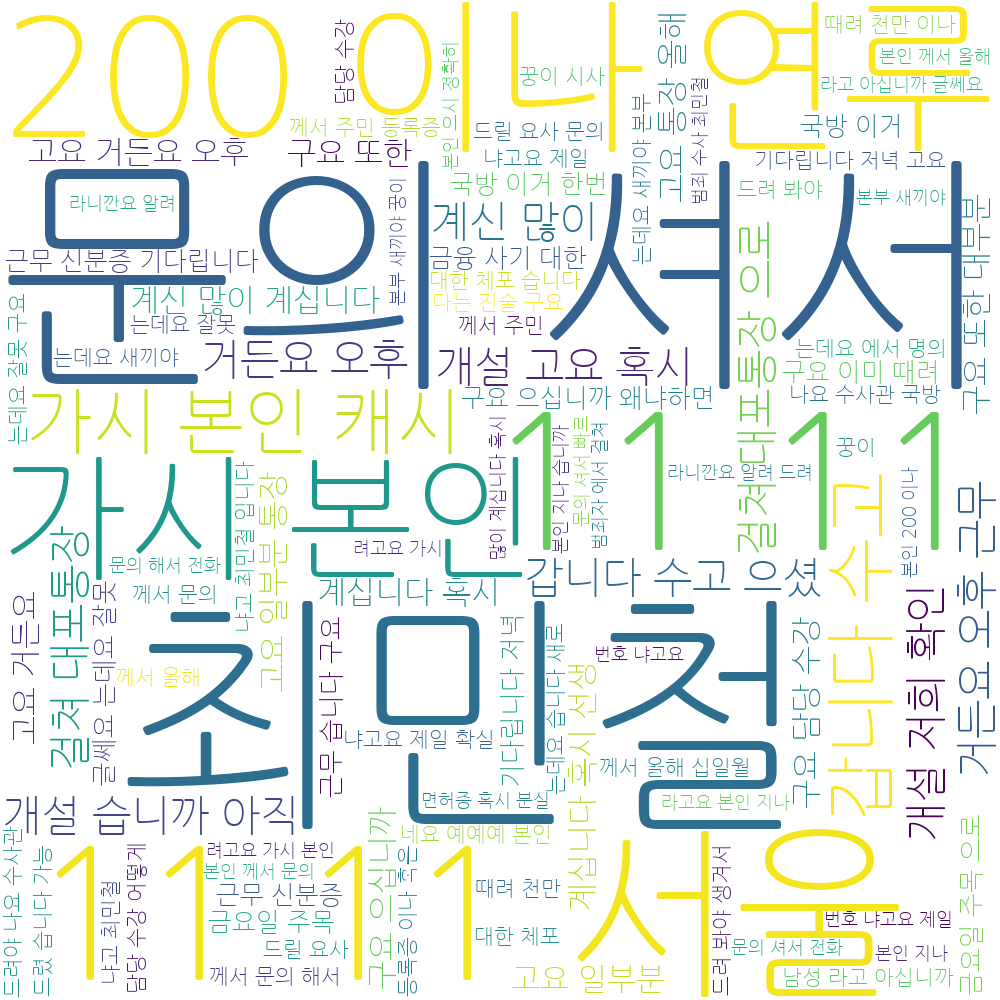 200 이나 연루
때려 천만 이나
본인 께서 올해
라고 아십니까 글쎄요
담당 수강
본인 으시 정확히
꿍이 시사
고요 통장 올해
께서 주민 등록증
드릴 요사 문의
국방 이거
고요 거든요 오후
구요 또한
냐고요 제일
는데요 새끼야 본부
범죄 수사 최민철
기다립니다 저녁 고요
문의 셔서
라니깐요 알려
국방 이거 한번
드려 봐야
본부 새끼야
계신 많이
근무 신분증 기다립니다
본부 새끼야 꿍이
금융 사기 대한
대한 체포 습니다
다는 진술 구요
계신 많이 계십니다
는데요 잘못
께서 주민
걸쳐 대포통장 으로
구요 또한 대부분
는데요 잘못 구요
는데요 새끼야
거든요 오후
개설 고요 혹시
는데요 에서 명의
구요 이미 때려
가시 본인 캐시
구요 으십니까 왜냐하면
나요 수사관 국방
11 11
많이 계십니다 혹시
본인 지나 습니까
문의 셔서 빠르
범죄자 에서 걸쳐
꿍이
가시 본인
라니깐요 알려 드려
갑니다 수고
본인 200 이나
거든요 오후 근무
걸쳐 대포통장
냐고 최민철 입니다
고요 일부분 통장
려고요 가시
문의 해서 전화
께서 문의
계십니다 혹시
갑니다 수고 으셨
고요 거든요
글쎄요 는데요 잘못
최민철
근무 습니다 구요
기다립니다 저녁
는데요 습니다 새로
계십니다 혹시 선생
번호 냐고요
구요 담당 수강
개설 저희 확인
께서 올해
냐고요 제일 확실
께서 올해 십일월
개설 습니까 아직
면허증 혹시 분실
라고요 본인 지나
네요 예예예 본인
드려야 나요 수사관
드렸 습니다 가능
11 11
냐고 최민철
담당 수강 어떻게
려고요 가시 본인
본인 께서 문의
근무 신분증
금요일 주목
드릴 요사
께서 문의 해서
구요 으십니까
등록증 이나 혹은
때려 천만
대한 체포
고요 일부분
서울
드려 봐야 생겨서
번호 냐고요 제일
문의 셔서 전화
본인 지나
남성 라고 아십니까
금요일 주목 으로